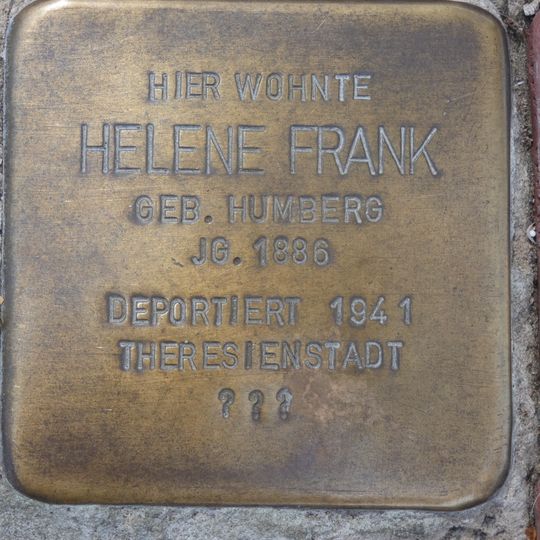 HIER WOHNTE
HELENE FRANK
GEB. HUMBERG
JG. 1886
DEPORTIERT 1941
THERESIENSTADT
???